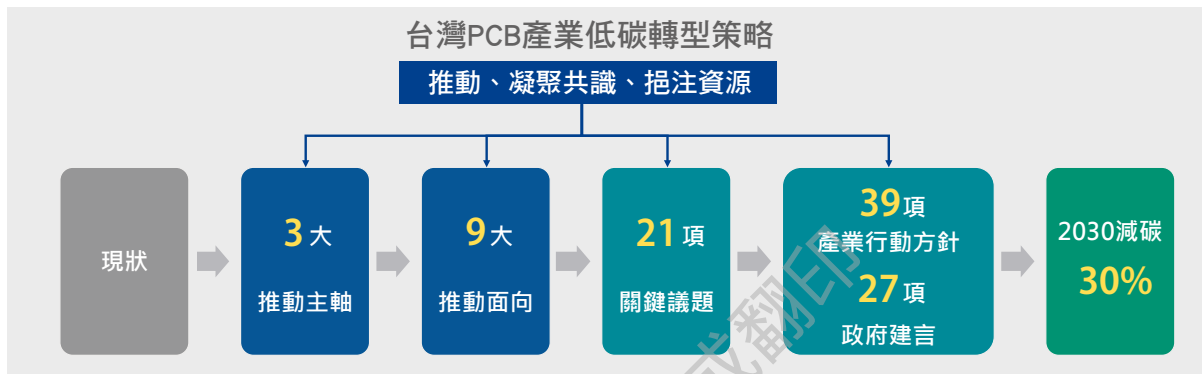 台灣PCB產業低碳轉型策略
推動、凝聚共識、挹注資源
現狀
3大
推動主軸
9大
推動面向
21項
關鍵議題
39項
產業行動方針
27項
政府建言
2030減碳
30%
或翻印